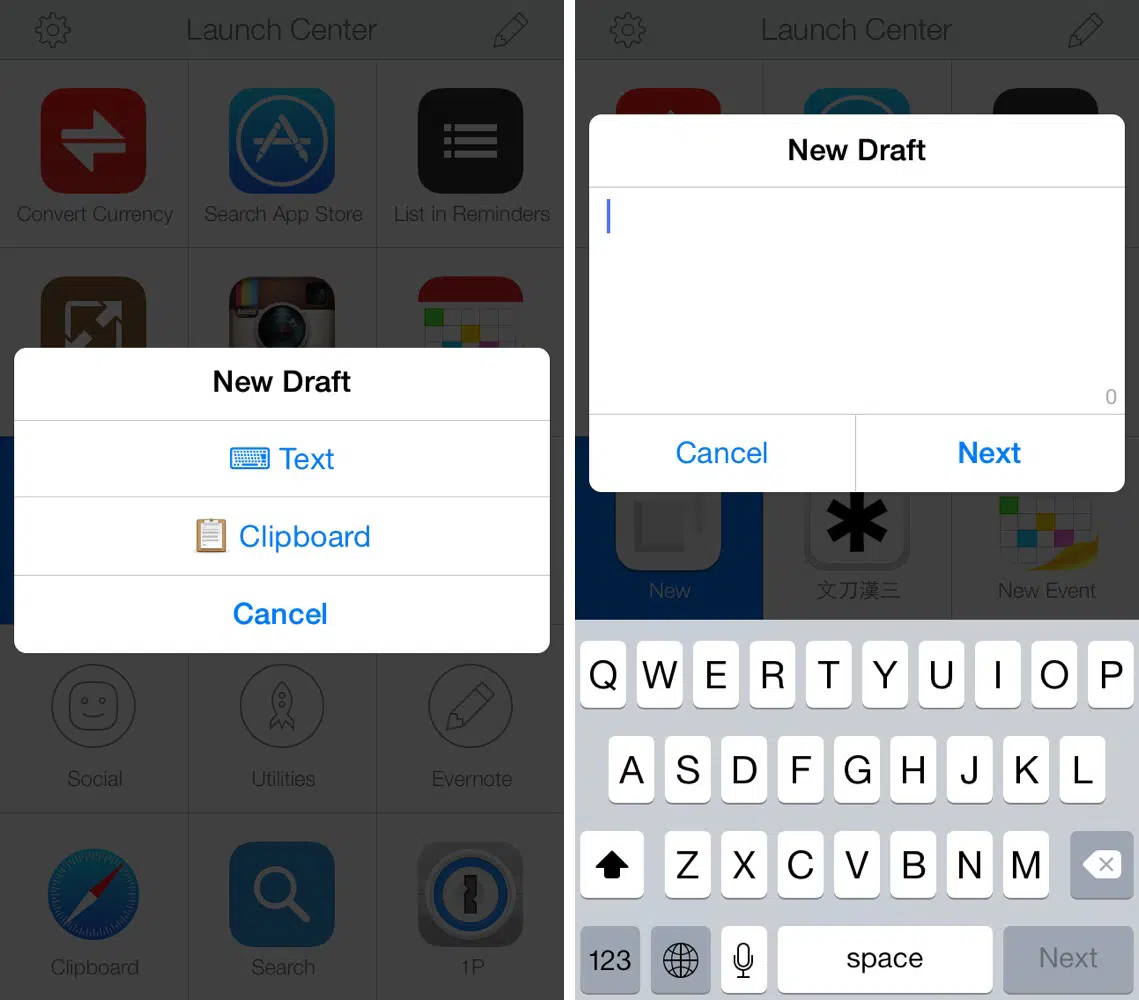 Launch Center
Convert Currency
Search App Store
List in Reminders
New Draft
Text
Clipboard
Cancel
Social
Utilities
Evernote
Clipboard
Search
1P
Launch Center
New Draft
0
Cancel
Next
New
文刀漢三
New Event
Q W E R T Y U I O P
A S D F G H J K L
Z X C V B N M
123
space
Next